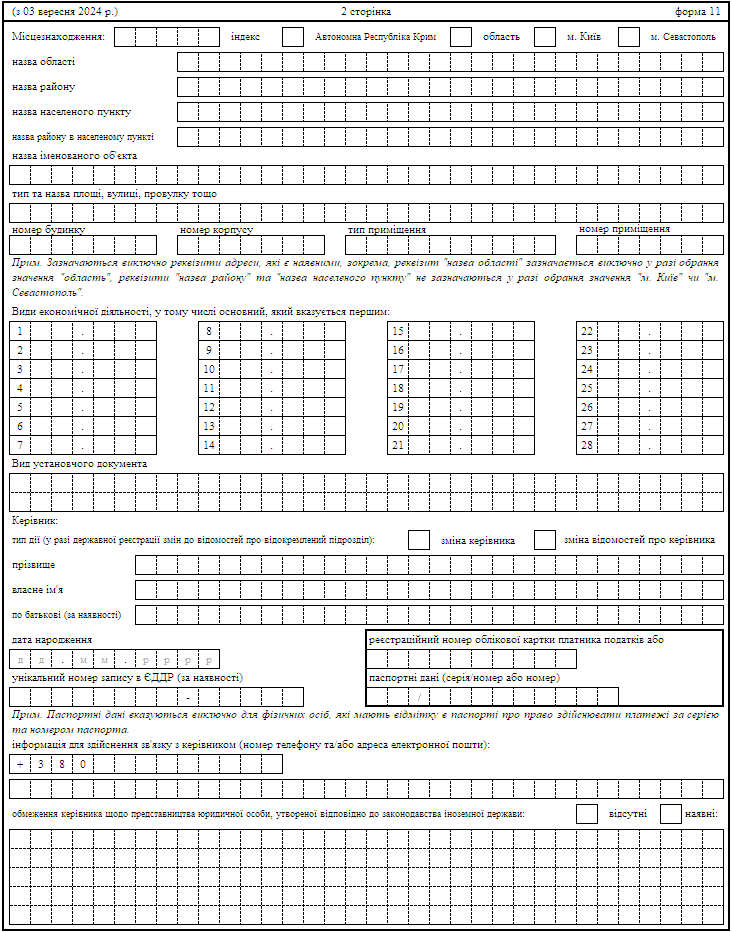 (з 03 вересня 2024 р.) 2 сторінка форма 11
Місцезнаходження: індекс Автономна Республіка Крим область м. Київ м. Севастополь
назва області
назва району
назва населеного пункту
назва району в населеному пункті
назва іменованого об'єкта
тип та назва площі, вулиці, провулку тощо
номер будинку номер корпусу тип приміщення номер приміщення
Прим. Зазначаються виключно реквізити адреси, які є наявними, зокрема, реквізит "назва області" зазначається виключно у разі обрання
значення "область", реквізити "назва району" та "назва населеного пункту" не зазначаються у разі обрання значення "м. Київ" чи "м.
Севастополь".
Види економічної діяльності, у тому числі основний, який вказується першим:
1 . 8 . 15 . 22 .
2 . 9 . 16 . 23 .
3 . 10 . 17 . 24 .
4 . 11 . 18 . 25 .
5 . 12 . 19 . 26 .
6 . 13 . 20 . 27 .
7 . 14 . 21 . 28 .
Вид установчого документа
Керівник:
тип дії (у разі державної реєстрації змін до відомостей про відокремлений підрозділ): зміна керівника зміна відомостей про керівника
прізвище
власне ім'я
по батькові (за наявності)
дата народження реєстраційний номер облікової картки платника податків або
д д . м м . р р р р
унікальний номер запису в ЄДДР (за наявності) паспортні дані (серія/номер або номер)
- /
Прим. Паспортні дані вказуються виключно для фізичних осіб, які мають відмітку в паспорті про право здійснювати платежі за серією
та номером паспорта.
інформація для здійснення зв'язку з керівником (номер телефону та/або адреса електронної пошти):
+ 3 8 0
обмеження керівника щодо представництва юридичної особи, утвореної відповідно до законодавства іноземної держави: відсутні наявні: